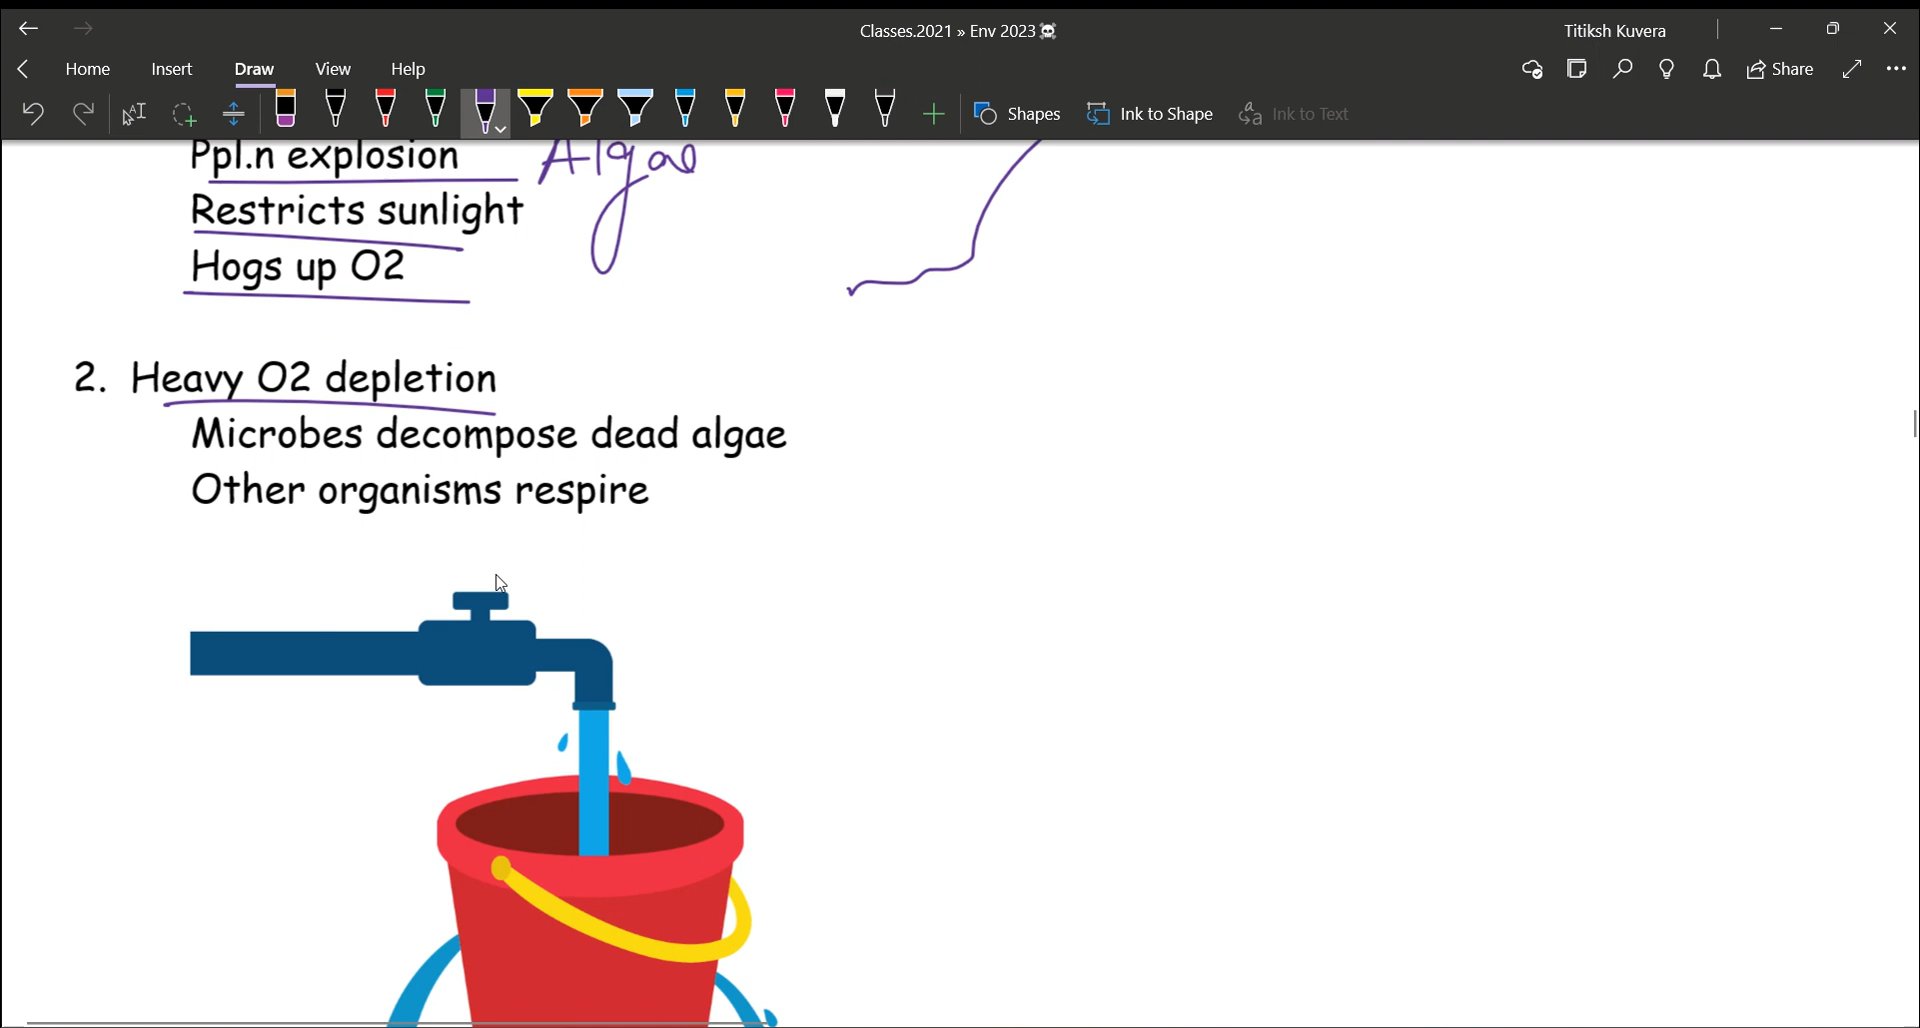 Classes.2021 » Env 2023
Titiksh Kuvera
Home Insert Draw View Help
Share
Shapes Ink to Shape Ink to Text
Ppl.n explosion Algae
Restricts sunlight
Hogs up O2
2. Heavy O2 depletion
Microbes decompose dead algae
Other organisms respire